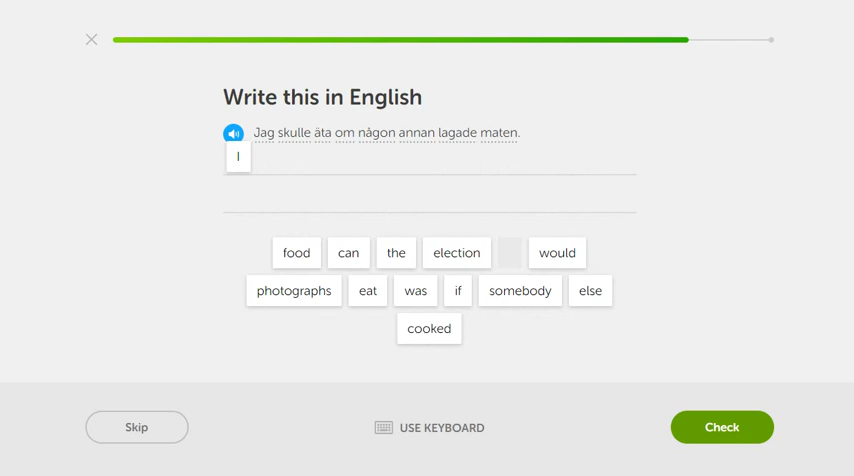 Write this in English
Jag skulle äta om någon annan lagade maten.
I
food can the election would
photographs eat was if somebody else
cooked
Skip USE KEYBOARD Check